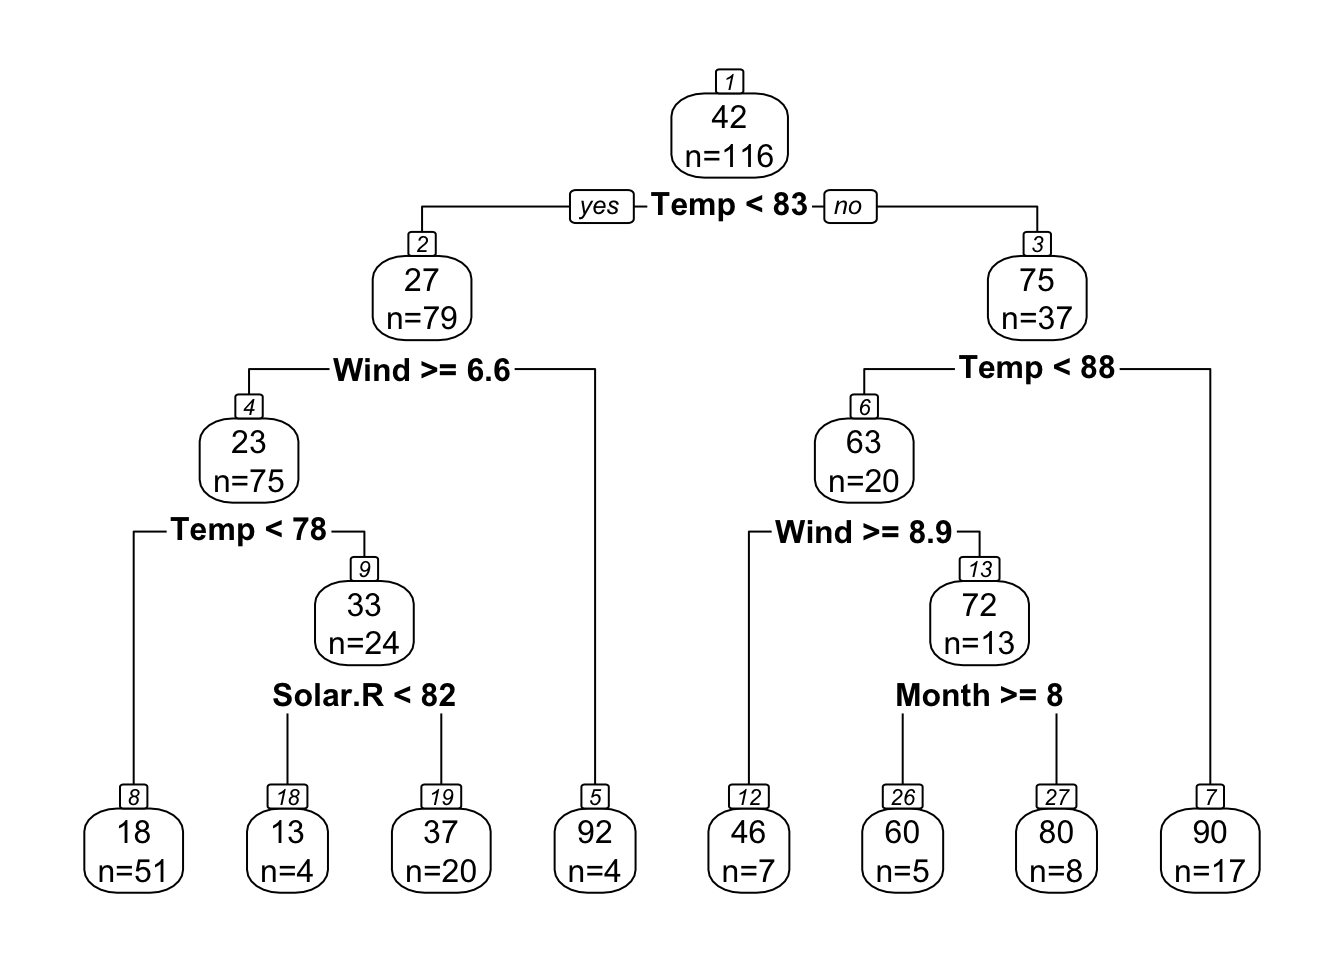 1
42
n=116
yes Temp < 83 no
2
27
n=79
3
75
n=37
Wind >= 6.6
Temp < 88
4
23
n=75
6
63
n=20
Temp < 78
Wind >= 8.9
9
33
n=24
13
72
n=13
Solar.R < 82
Month >= 8
8
18
n=51
18
13
n=4
19
37
n=20
5
92
n=4
12
46
n=7
26
60
n=5
27
80
n=8
7
90
n=17